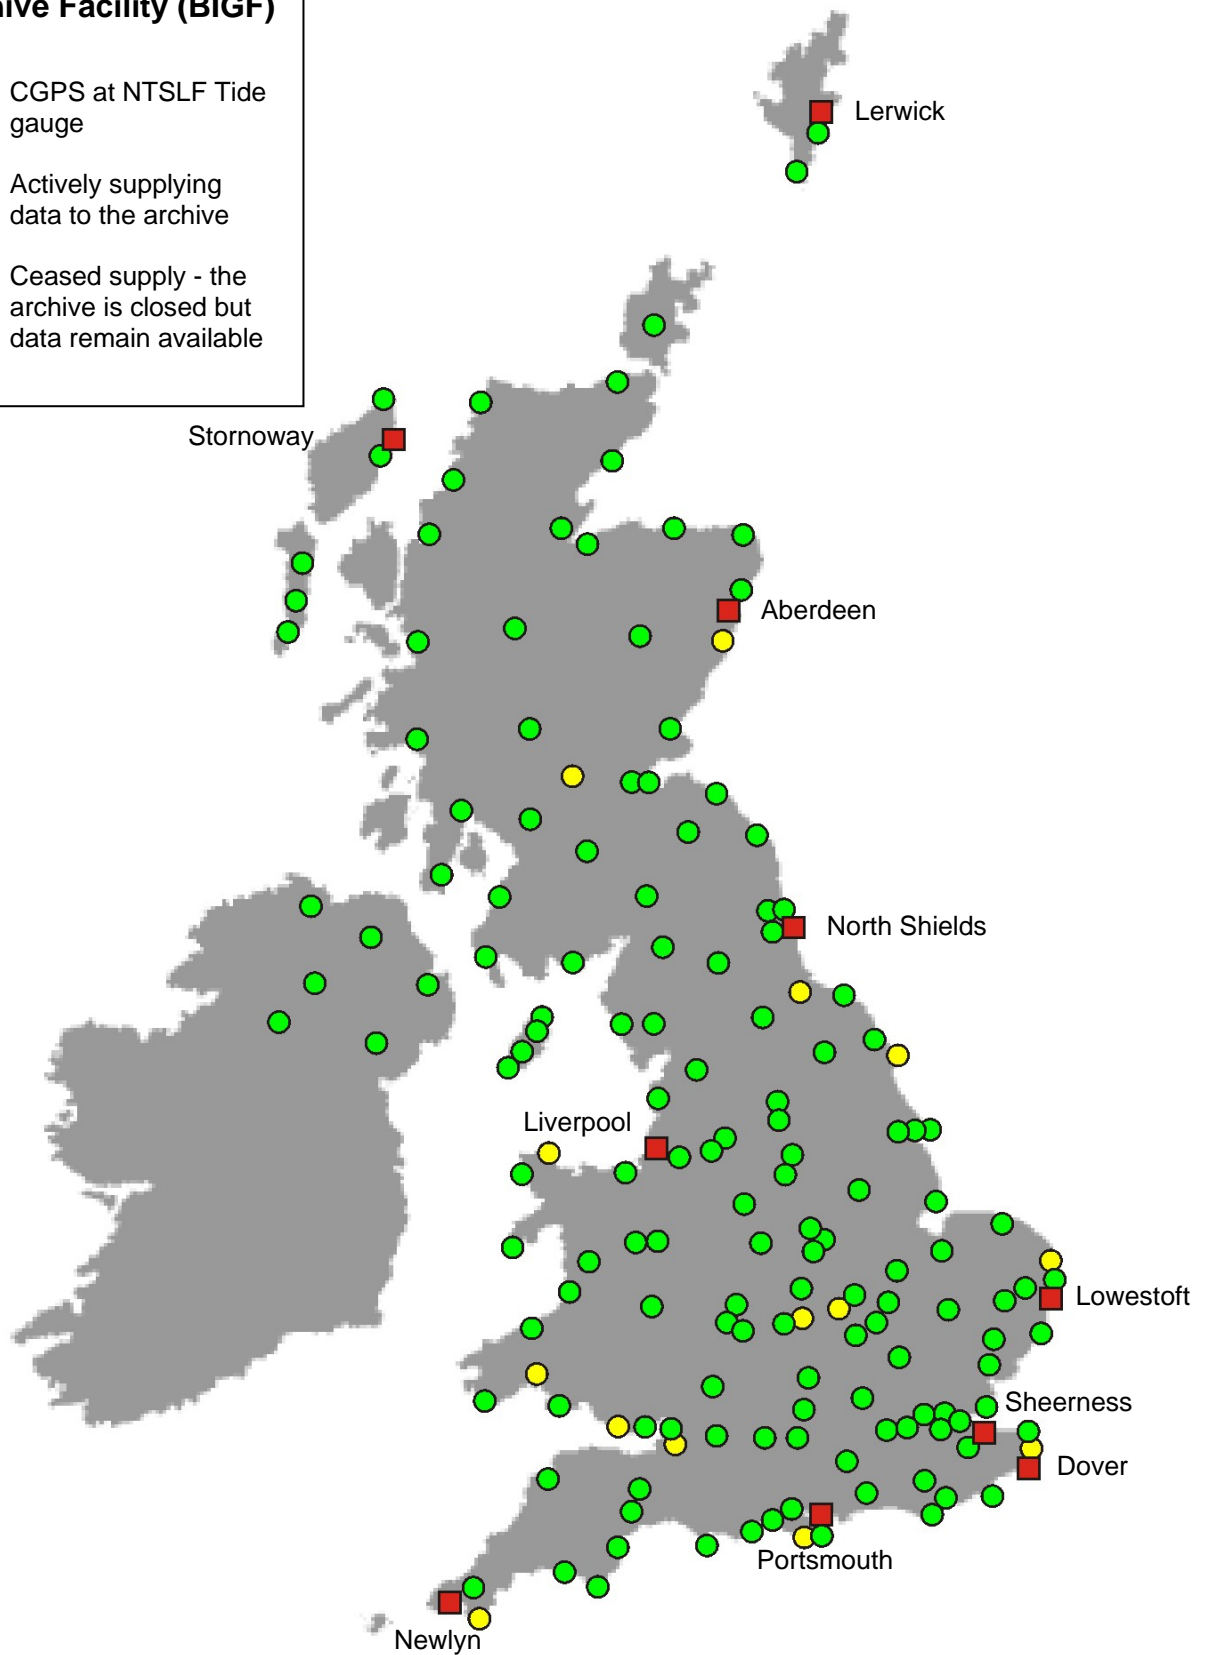 hive Facility (BIGF)
CGPS at NTSLF Tide
gauge
Actively supplying
data to the archive
Ceased supply - the
archive is closed but
data remain available
Lerwick
Stornoway
Aberdeen
North Shields
Liverpool
Lowestoft
Sheerness
Dover
Portsmouth
Newlyn